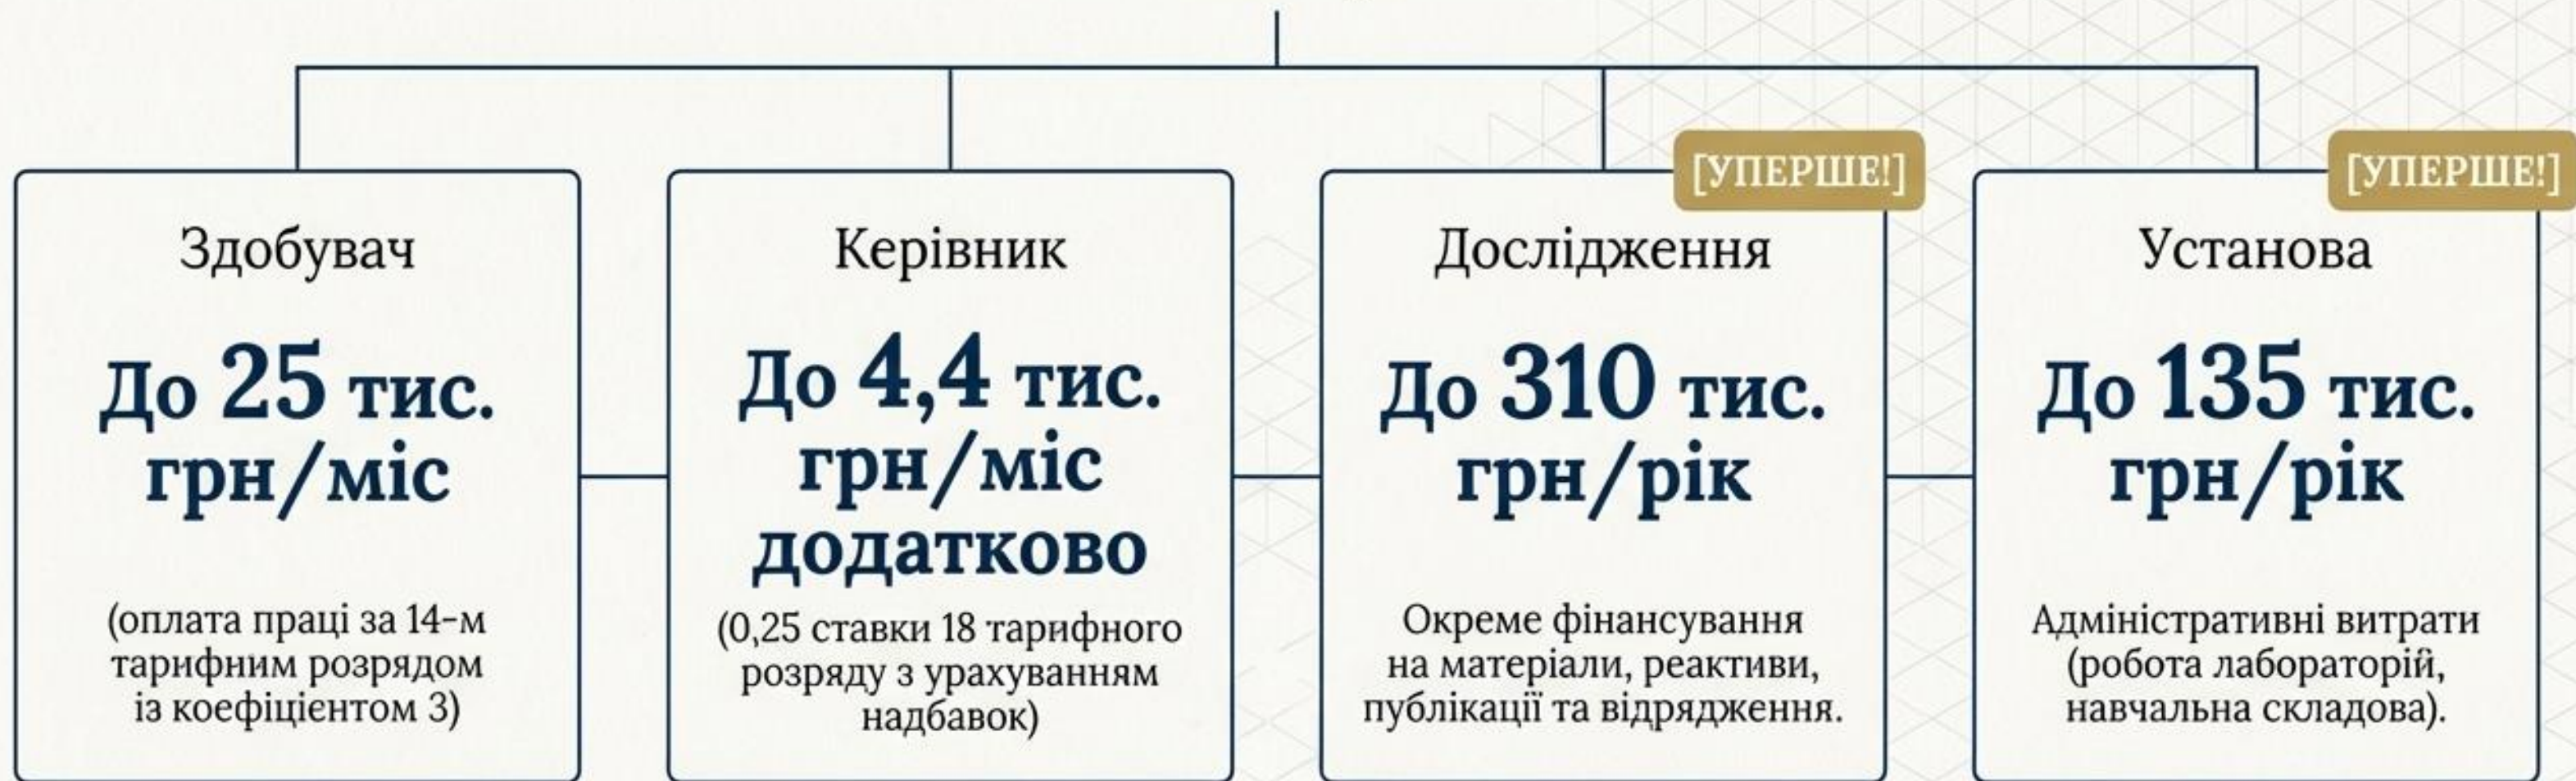 [УПЕРШЕ!]
[УПЕРШЕ!]
Здобувач
До 25 тис.
грн/міс
(оплата праці за 14-м
тарифним розрядом
із коефіцієнтом 3)
Керівник
До 4,4 тис.
грн/міс
додатково
(0,25 ставки 18 тарифного
розряду з урахуванням
надбавок)
Дослідження
До 310 тис.
грн/рік
Окреме фінансування
на матеріали, реактиви,
публікації та відрядження.
Установа
До 135 тис.
грн/рік
Адміністративні витрати
(робота лабораторій,
навчальна складова).